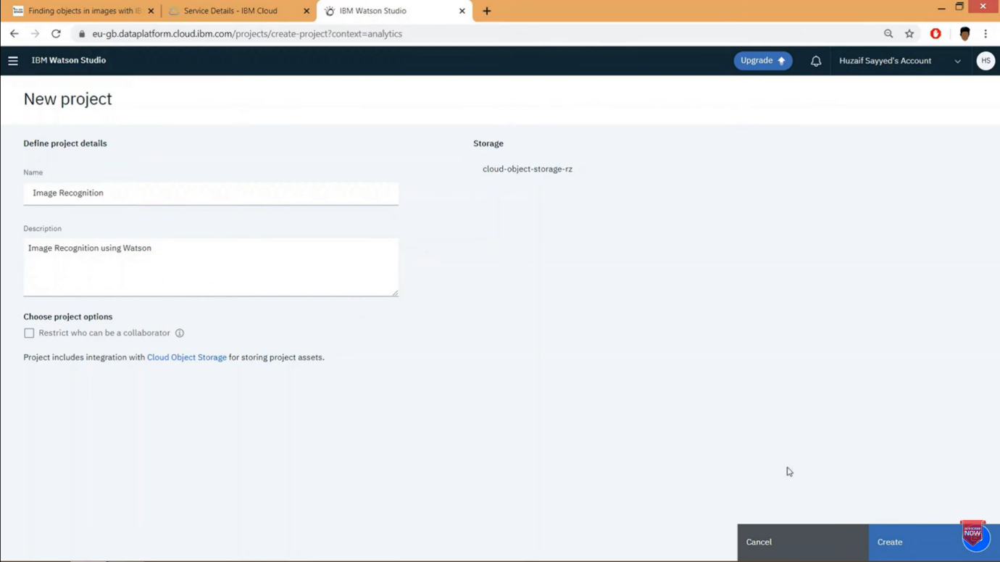 Finding objects in images with IB
Service Details - IBM Cloud
IBM Watson Studio
eu-gb.dataplatform.cloud.ibm.com/projects/create-project?context=analytics
IBM Watson Studio
Upgrade
Huzaif Sayyed's Account
HS
New project
Define project details
Storage
Name
cloud-object-storage-rz
Image Recognition
Description
Image Recognition using Watson
Choose project options
Restrict who can be a collaborator
Project includes integration with Cloud Object Storage for storing project assets.
Cancel
Create
SUBSCRIBE
NOW